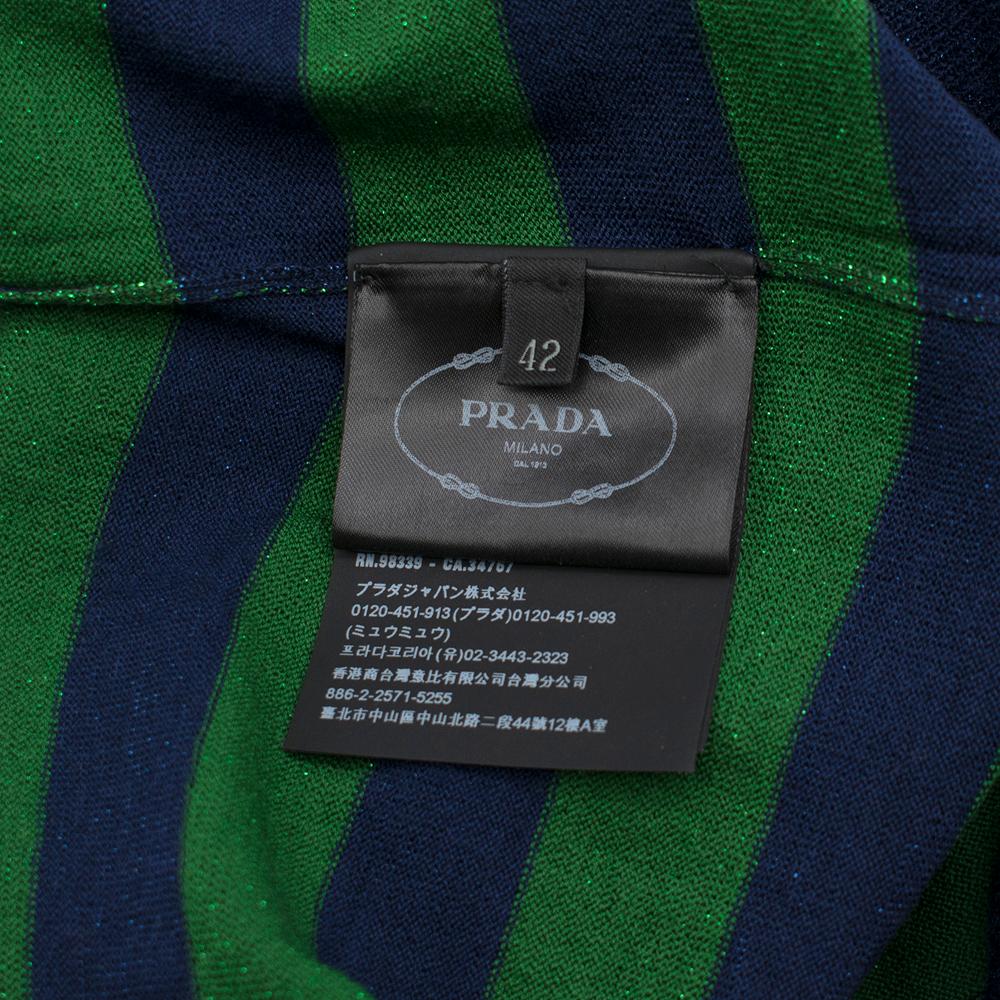 42
PRADA
MILANO
DAL 1913
RN.98339 - CA.34767
プラダジャパン株式会社
0120-451-913(プラダ)0120-451-993
(ミュウミュウ)
프라다코리아(유)02-3443-2323
香港商台灣章比有限公司台灣分公司
886-2-2571-5255
臺北市中山區中山北路二段44號12樓A室